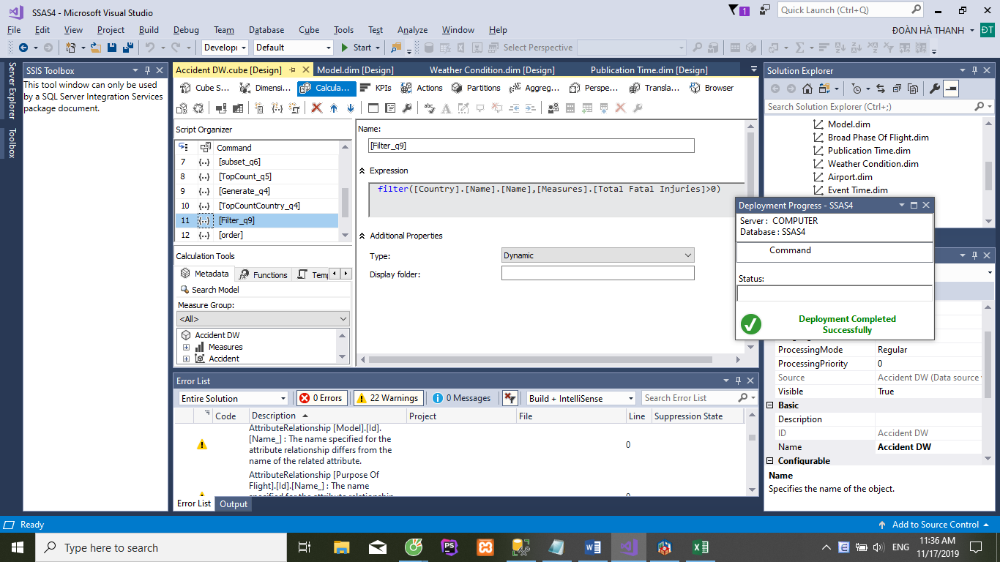 SSAS4 - Microsoft Visual Studio
1
Quick Launch (Ctrl+Q)
File Edit View Project Build Debug Team Database Cube Tools Test Analyze Window Help
ĐOÀN HÀ THANH
ĐT
Developı Default Start Select Perspective
Server Explorer
Toolbox
SSIS Toolbox
This tool window can only be used
by a SQL Server Integration Services
package document.
Accident DW.cube [Design] Model.dim [Design] Weather Condition.dim [Design] Publication Time.dim [Design]
Cube S... Dimensi... Calcula... KPIs Actions Partitions Aggreg... Perspe... Transla... Browser
Script Organizer
Command
7 [subset_q6]
8 [TopCount_q5]
9 [Generate_q4]
10 [TopCountCountry_q4]
11 [Filter_q9]
12 [order]
Calculation Tools
Metadata Functions Temp
Search Model
Measure Group:
<All>
Accident DW
Measures
Accident
Name:
[Filter_q9]
Expression
filter([Country].[Name].[Name],[Measures].[Total Fatal Injuries]>0)
Additional Properties
Type: Dynamic
Display folder:
Solution Explorer
Search Solution Explorer (Ctrl+;)
Model.dim
Broad Phase Of Flight.dim
Publication Time.dim
Weather Condition.dim
Airport.dim
Event Time.dim
Deployment Progress - SSAS4
Server : COMPUTER
Database : SSAS4
Command
Status:
Deployment Completed
Successfully
ProcessingMode Regular
ProcessingPriority 0
Source Accident DW (Data source
Visible True
Basic
Description
ID Accident DW
Name Accident DW
Configurable
Name
Specifies the name of the object.
Error List
Entire Solution 0 Errors 22 Warnings 0 Messages Build + IntelliSense Search Error List
Code Description Project File Line Suppression State
AttributeRelationship [Model].[Id].
[Name_] : The name specified for the
attribute relationship differs from the
name of the related attribute.
0
AttributeRelationship [Purpose Of
Flight].[Id].[Name_] : The name
specified for the attribute relationship
0
Error List Output
Ready
Add to Source Control
Type here to search
ENG
11:36 AM
11/17/2019